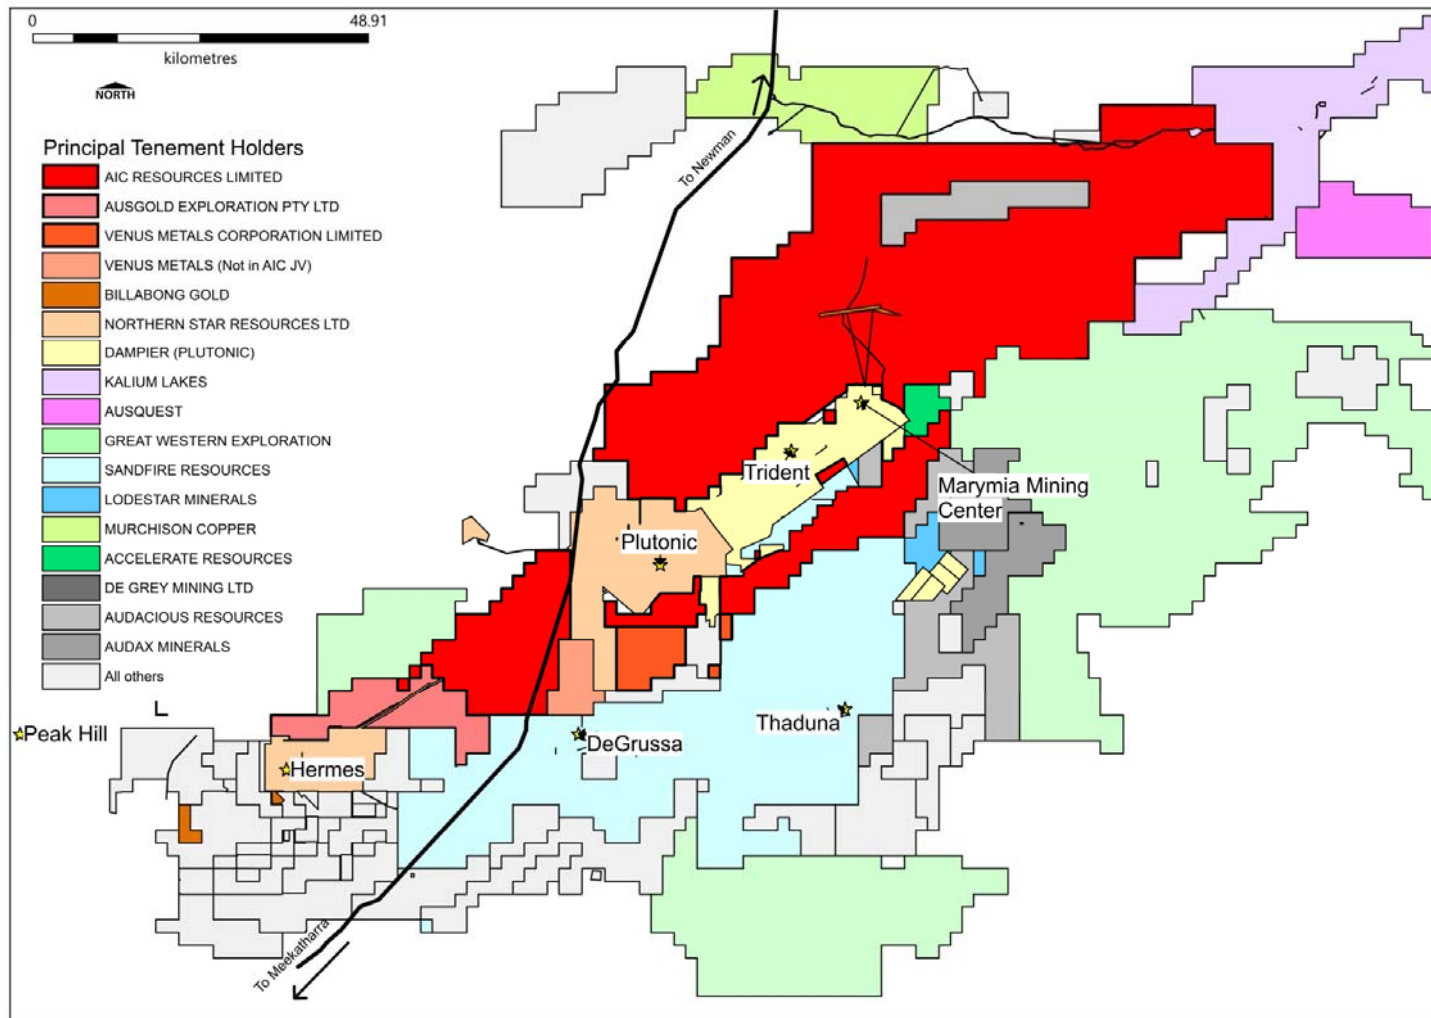 0 48.91
kilometres
NORTH
Principal Tenement Holders
AIC RESOURCES LIMITED
AUSGOLD EXPLORATION PTY LTD
VENUS METALS CORPORATION LIMITED
VENUS METALS (Not in AIC JV)
BILLABONG GOLD
NORTHERN STAR RESOURCES LTD
DAMPIER (PLUTONIC)
KALIUM LAKES
AUSQUEST
GREAT WESTERN EXPLORATION
SANDFIRE RESOURCES
LODESTAR MINERALS
MURCHISON COPPER
ACCELERATE RESOURCES
DE GREY MINING LTD
AUDACIOUS RESOURCES
AUDAX MINERALS
All others
To Newman
Trident
Marymia Mining
Center
Plutonic
Peak Hill
Thaduna
DeGrussa
Hermes
To Meekatharra